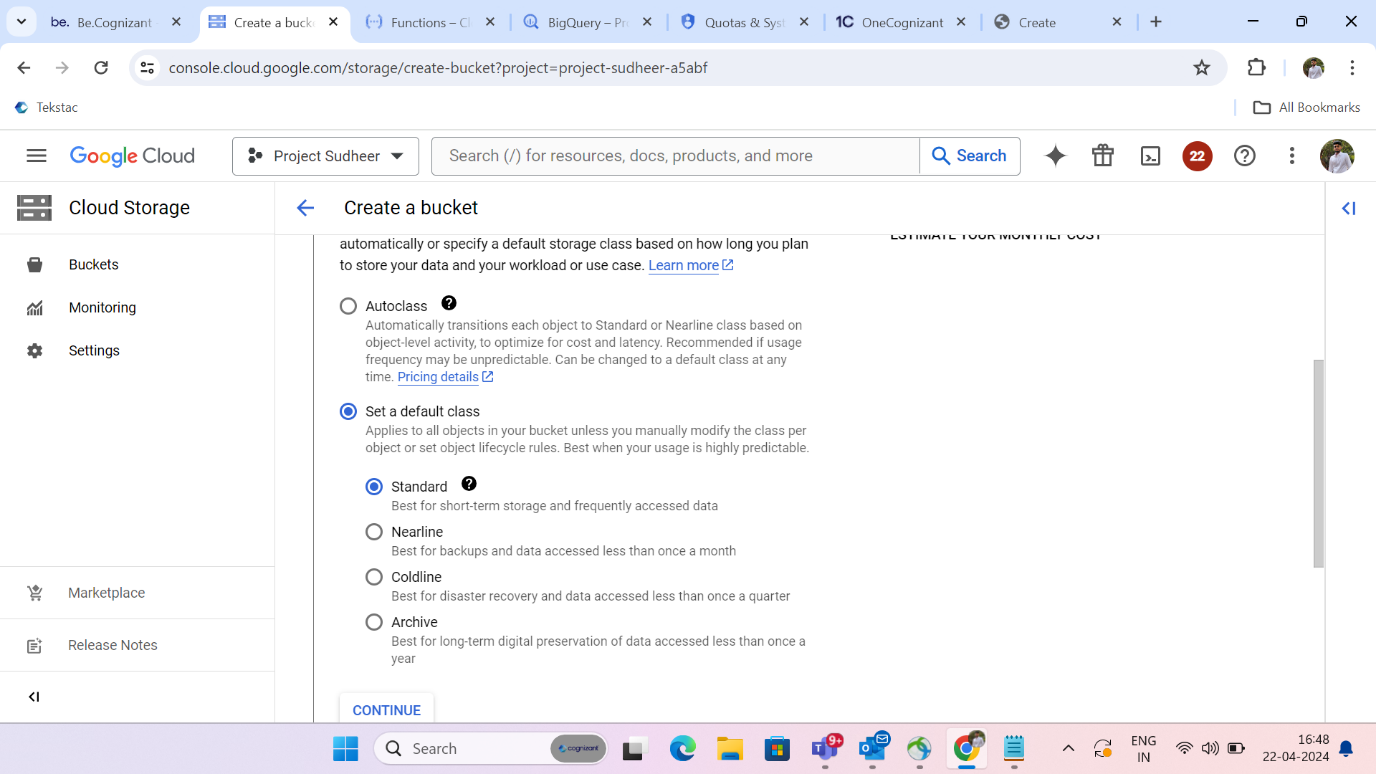 be. Be.Cognizant
Create a buck
Functions – Cl
BigQuery – Pr
Quotas & Syst
1C OneCognizant
Create
console.cloud.google.com/storage/create-bucket?project=project-sudheer-a5abf
Tekstac
All Bookmarks
Google Cloud
Project Sudheer
Search (/) for resources, docs, products, and more
Search
22
Cloud Storage
Create a bucket
Buckets
Monitoring
Settings
Marketplace
Release Notes
automatically or specify a default storage class based on how long you plan
to store your data and your workload or use case. Learn more
ESTIMATE YOUR MONTHLY COST
Autoclass
Automatically transitions each object to Standard or Nearline class based on
object-level activity, to optimize for cost and latency. Recommended if usage
frequency may be unpredictable. Can be changed to a default class at any
time. Pricing details
Set a default class
Applies to all objects in your bucket unless you manually modify the class per
object or set object lifecycle rules. Best when your usage is highly predictable.
Standard
Best for short-term storage and frequently accessed data
Nearline
Best for backups and data accessed less than once a month
Coldline
Best for disaster recovery and data accessed less than once a quarter
Archive
Best for long-term digital preservation of data accessed less than once a
year
CONTINUE
Search
cognizant
9+
ENG
IN
16:48
22-04-2024